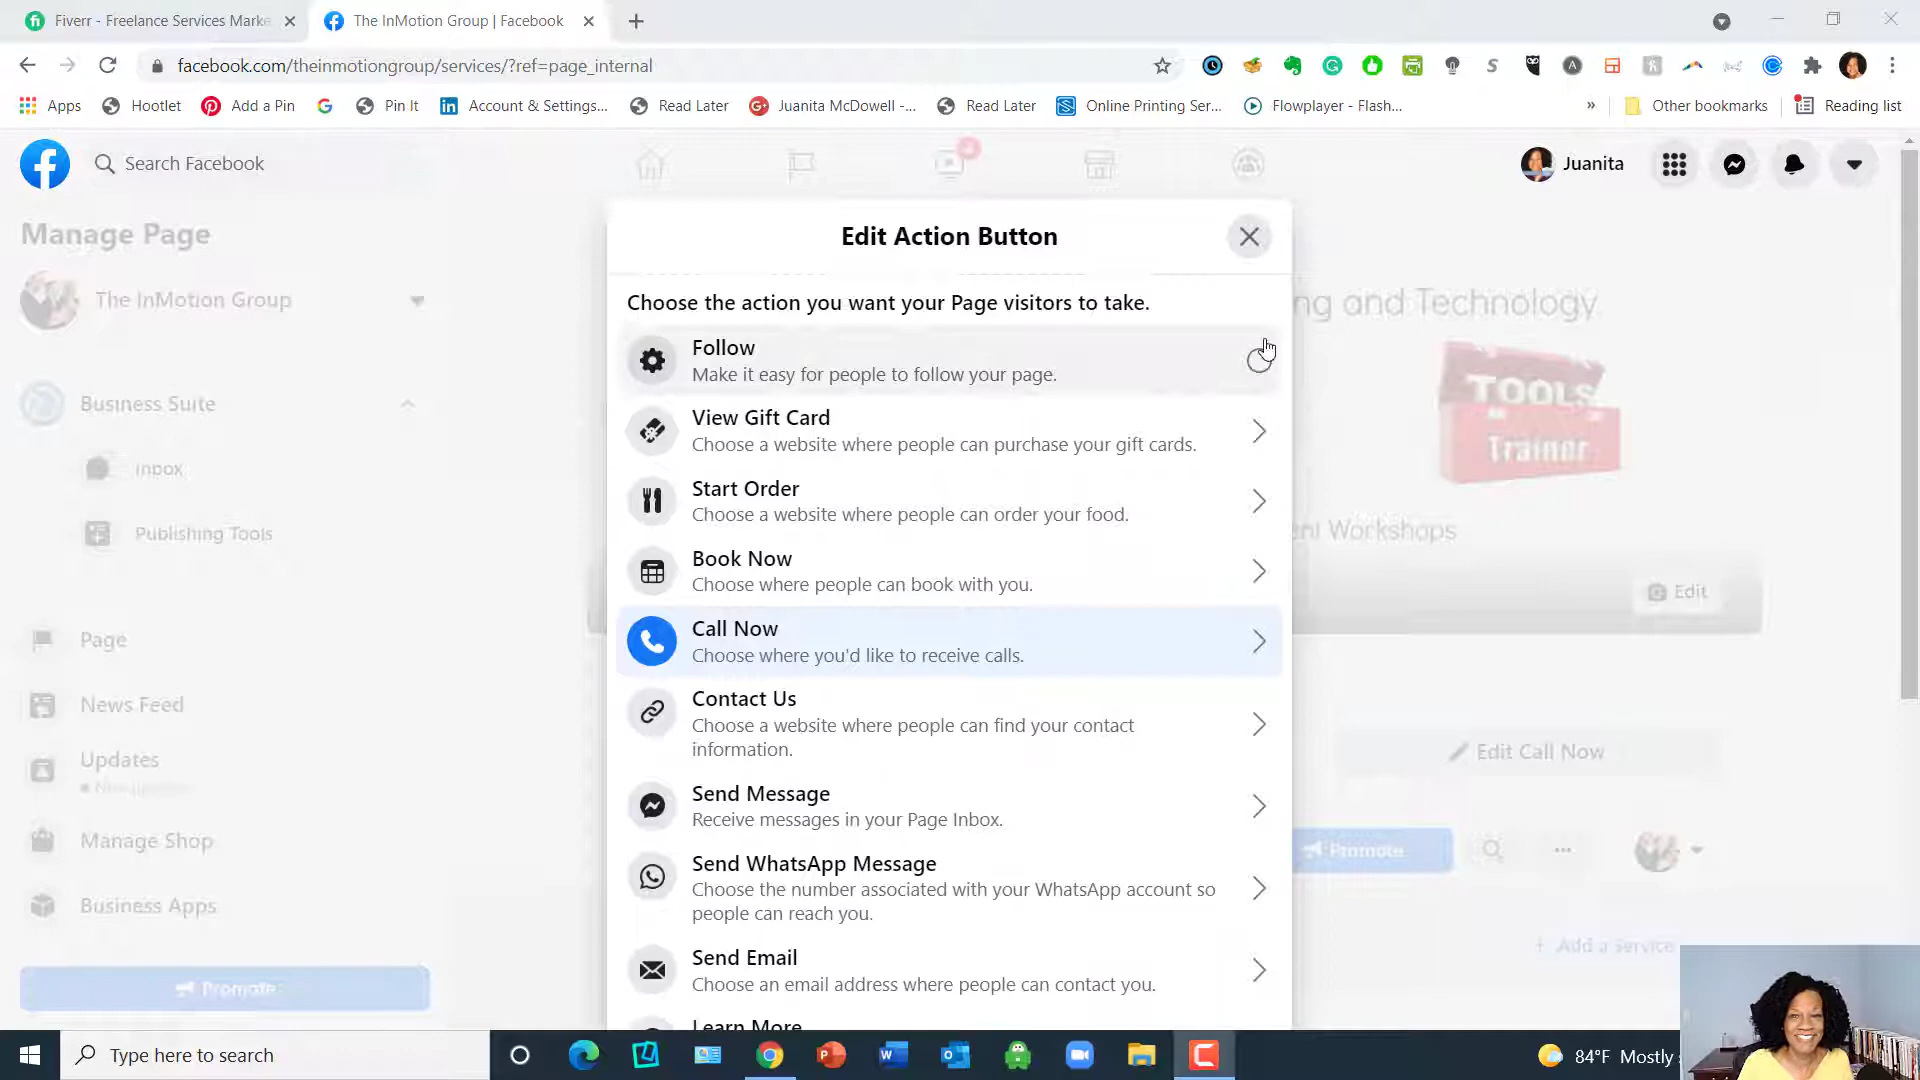 Fiverr - Freelance Services Marke
The InMotion Group | Facebook
facebook.com/theinmotiongroup/services/?ref=page_internal
Apps
Hootlet
Add a Pin
Pin It
Account & Settings...
Read Later
Juanita McDowell -...
Read Later
Online Printing Ser...
Flowplayer - Flash...
»
Other bookmarks
Reading list
Search Facebook
Juanita
Manage Page
The InMotion Group
Business Suite
Inbox
Publishing Tools
Page
News Feed
Updates
Manage Shop
Business Apps
Promote
Edit Action Button
Choose the action you want your Page visitors to take.
Follow
Make it easy for people to follow your page.
View Gift Card
Choose a website where people can purchase your gift cards.
Start Order
Choose a website where people can order your food.
Book Now
Choose where people can book with you.
Call Now
Choose where you'd like to receive calls.
Contact Us
Choose a website where people can find your contact
information.
Send Message
Receive messages in your Page Inbox.
Send WhatsApp Message
Choose the number associated with your WhatsApp account so
people can reach you.
Send Email
Choose an email address where people can contact you.
Learn More
ng and Technology.
TOOLS
Trainer
ent Workshops
Edit
Edit Call Now
Promote
+ Add a Service
Type here to search
84°F Mostly